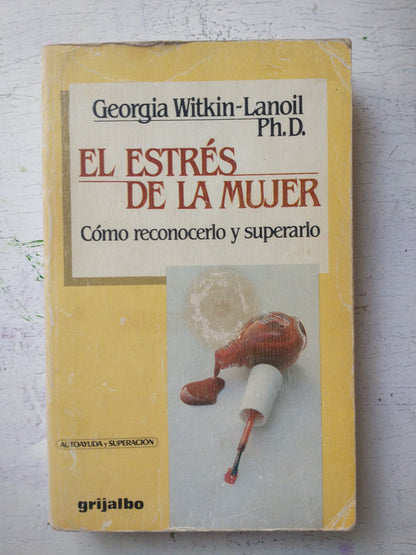 Georgia Witkin-Lanoil
Ph.D.
EL ESTRÉS
DE LA MUJER
Cómo reconocerlo y superarlo
AUTOAYUDA y SUPERACIÓN
grijalbo